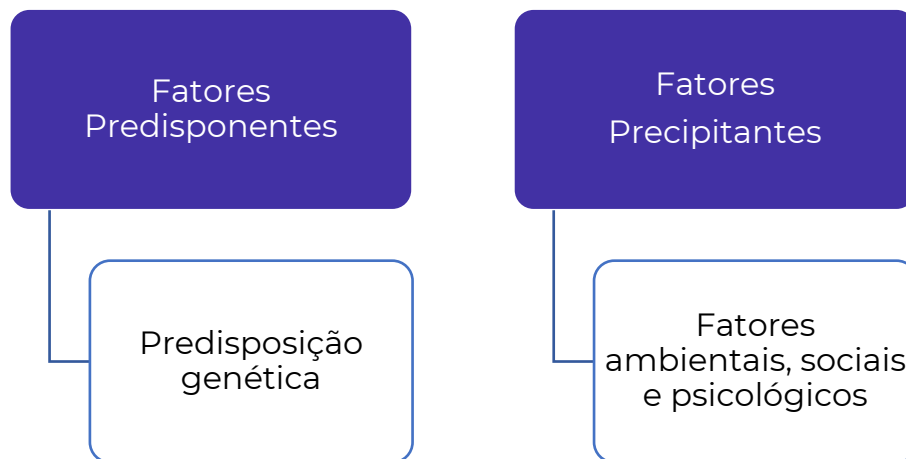 Fatores
Predisponentes
Fatores
Precipitantes
Predisposição
genética
Fatores
ambientais, sociais
e psicológicos